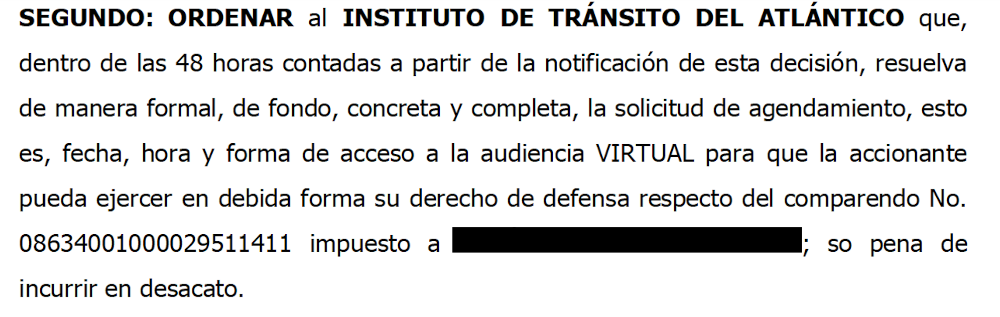 SEGUNDO: ORDENAR al INSTITUTO DE TRÁNSITO DEL ATLÁNTICO que,
dentro de las 48 horas contadas a partir de la notificación de esta decisión, resuelva
de manera formal, de fondo, concreta y completa, la solicitud de agendamiento, esto
es, fecha, hora y forma de acceso a la audiencia VIRTUAL para que la accionante
pueda ejercer en debida forma su derecho de defensa respecto del comparendo No.
08634001000029511411 impuesto a ; so pena de
incurrir en desacato.